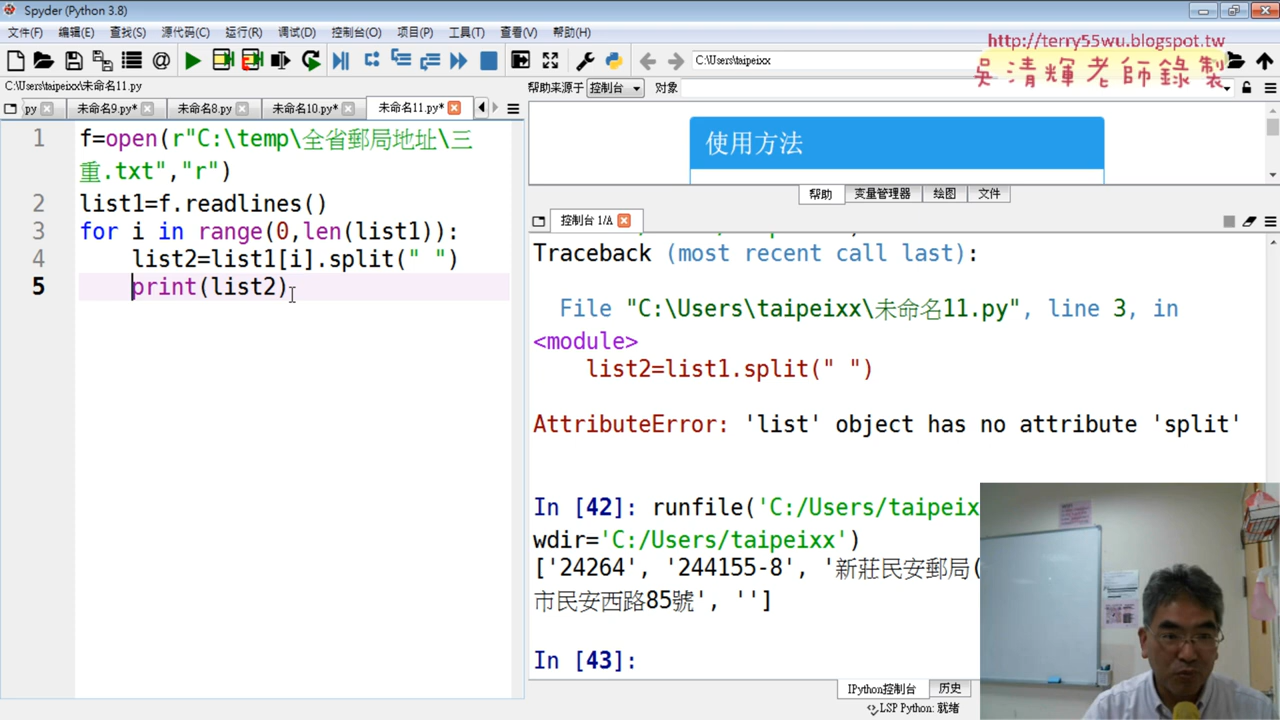 Spyder (Python 3.8)
文件(F) 编辑(E) 查找(S) 源代码(C) 运行(R) 调试(D) 控制台(O) 项目(P) 工具(T) 查看(V) 帮助(H)
http://terry55wu.blogspot.tw
吳清輝老師錄製
C:\Users\taipeixx
C:\Users\taipeixx\未命名11.py
帮助来源于 控制台 对象
py 未命名9.py* 未命名8.py 未命名10.py* 未命名11.py*
1 f=open(r"C:\temp\全省郵局地址\三
重.txt","r")
2 list1=f.readlines()
3 for i in range(0,len(list1)):
4 list2=list1[i].split(" ")
5 print(list2)
使用方法
帮助 变量管理器 绘图 文件
控制台 1/A
Traceback (most recent call last):
File "C:\Users\taipeixx\未命名11.py", line 3, in
<module>
list2=list1.split(" ")
AttributeError: 'list' object has no attribute 'split'
In [42]: runfile('C:/Users/taipeix
wdir='C:/Users/taipeixx')
['24264', '244155-8', '新莊民安郵局(
市民安西路85號', '']
In [43]:
IPython控制台 历史
LSP Python: 就绪